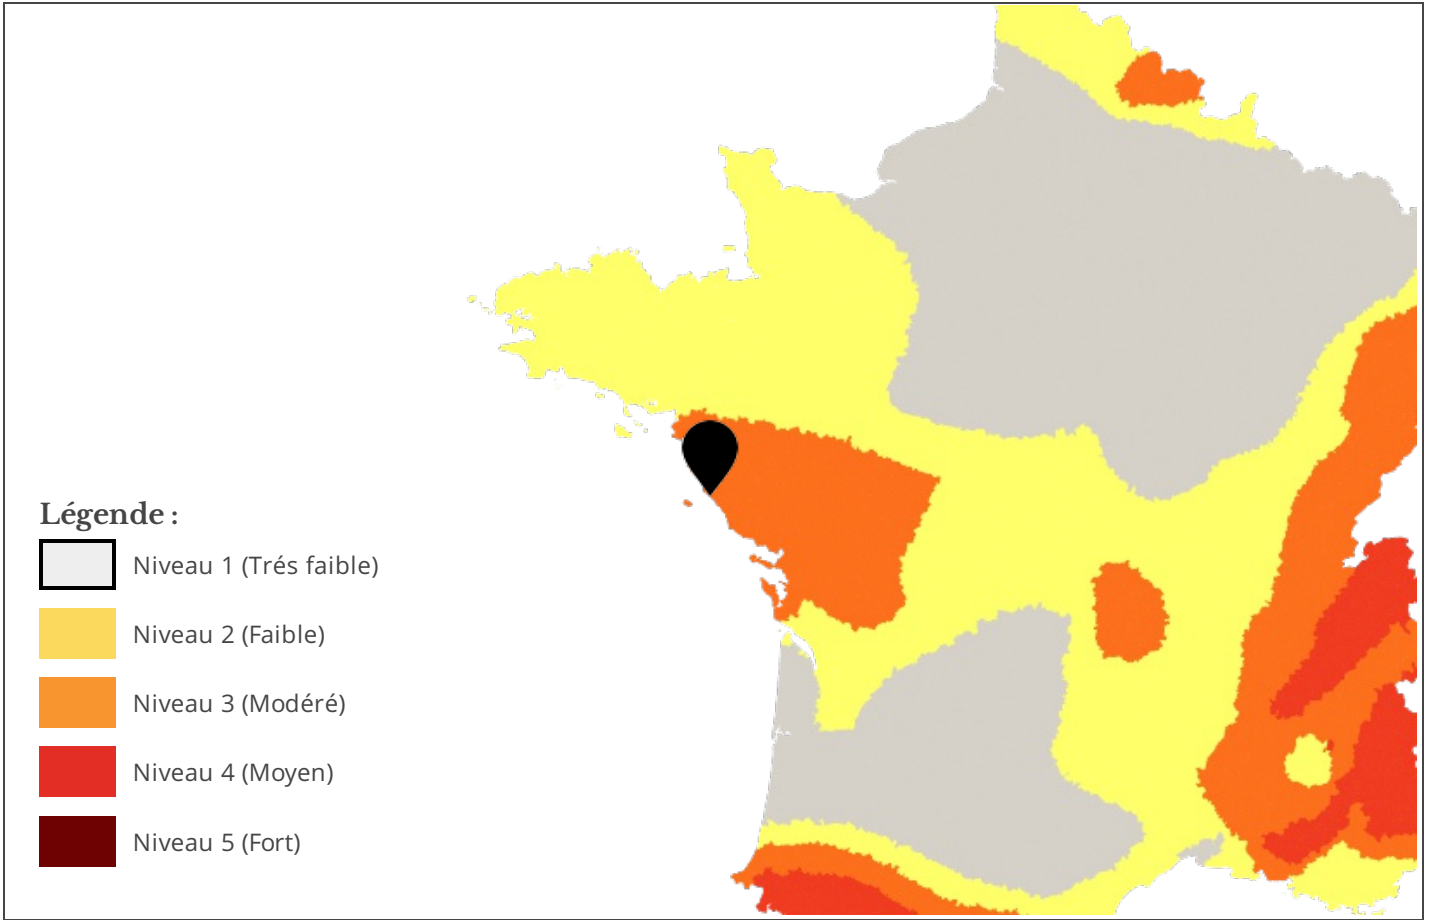 Légende :
Niveau 1 (Trés faible)
Niveau 2 (Faible)
Niveau 3 (Modéré)
Niveau 4 (Moyen)
Niveau 5 (Fort)